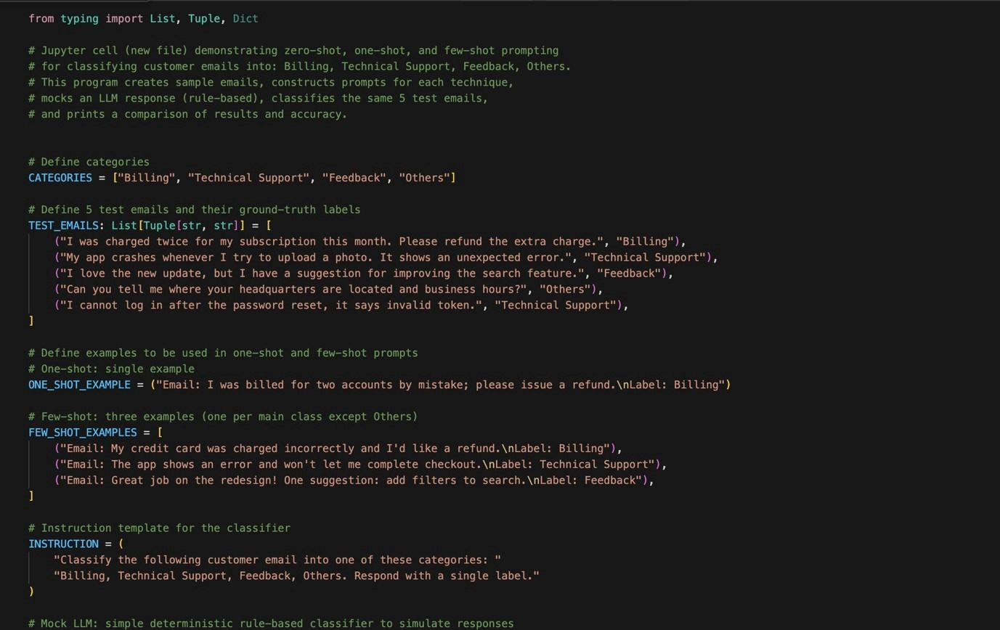 from typing import List, Tuple, Dict
# Jupyter cell (new file) demonstrating zero-shot, one-shot, and few-shot prompting
# for classifying customer emails into: Billing, Technical Support, Feedback, Others.
# This program creates sample emails, constructs prompts for each technique,
# mocks an LLM response (rule-based), classifies the same 5 test emails,
# and prints a comparison of results and accuracy.
# Define categories
CATEGORIES = ["Billing", "Technical Support", "Feedback", "Others"]
# Define 5 test emails and their ground-truth labels
TEST_EMAILS: List[Tuple[str, str]] = [
    ("I was charged twice for my subscription this month. Please refund the extra charge.", "Billing"),
    ("My app crashes whenever I try to upload a photo. It shows an unexpected error.", "Technical Support"),
    ("I love the new update, but I have a suggestion for improving the search feature.", "Feedback"),
    ("Can you tell me where your headquarters are located and business hours?", "Others"),
    ("I cannot log in after the password reset, it says invalid token.", "Technical Support"),
]
# Define examples to be used in one-shot and few-shot prompts
# One-shot: single example
ONE_SHOT_EXAMPLE = ("Email: I was billed for two accounts by mistake; please issue a refund.\nLabel: Billing")
# Few-shot: three examples (one per main class except Others)
FEW_SHOT_EXAMPLES = [
    ("Email: My credit card was charged incorrectly and I'd like a refund.\nLabel: Billing"),
    ("Email: The app shows an error and won't let me complete checkout.\nLabel: Technical Support"),
    ("Email: Great job on the redesign! One suggestion: add filters to search.\nLabel: Feedback"),
]
# Instruction template for the classifier
INSTRUCTION = (
    "Classify the following customer email into one of these categories: "
    "Billing, Technical Support, Feedback, Others. Respond with a single label."
)
# Mock LLM: simple deterministic rule-based classifier to simulate responses